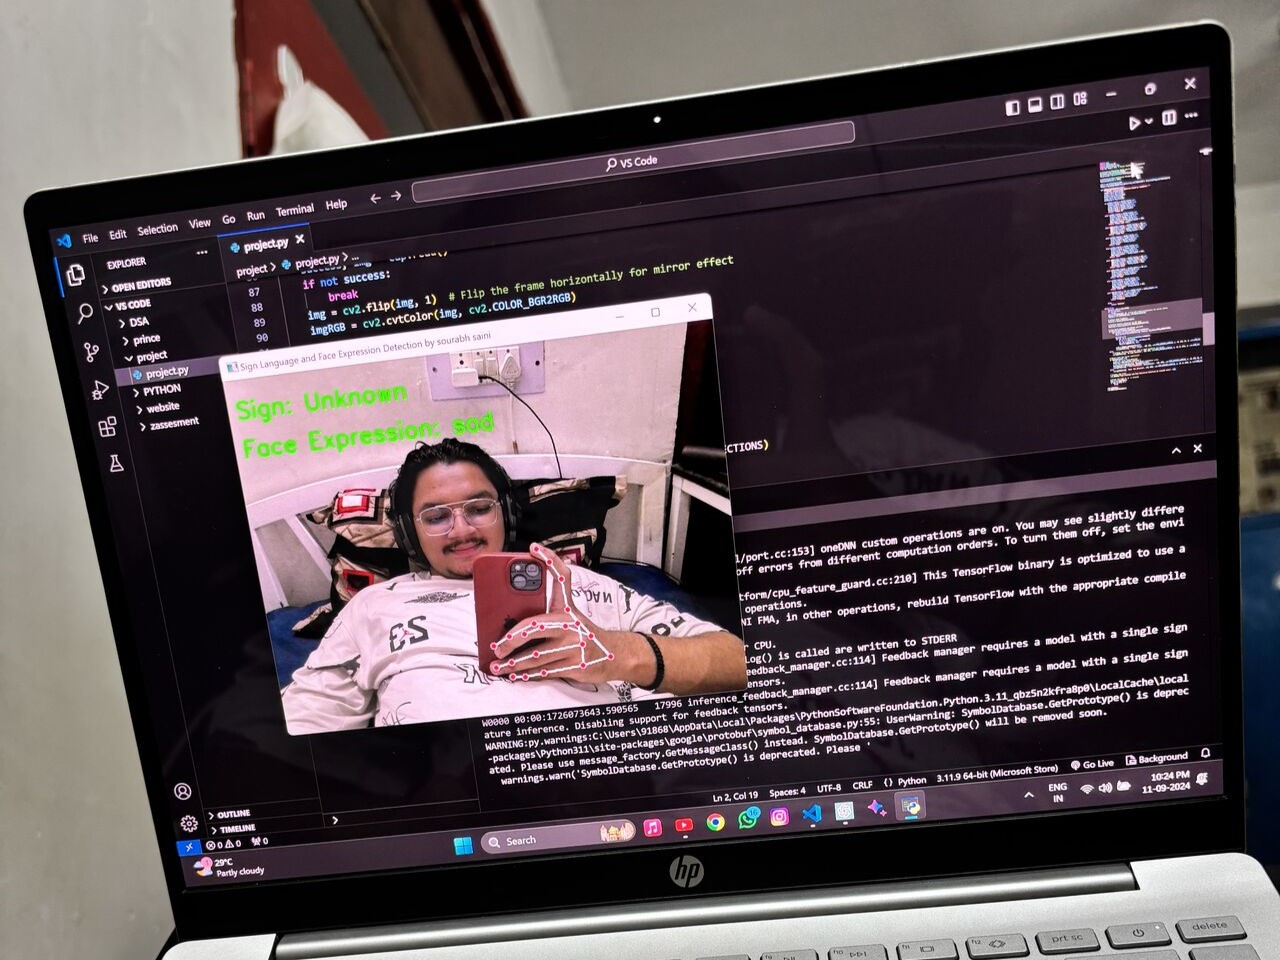 VS Code
File Edit Selection View Go Run Terminal Help
EXPLORER
OPEN EDITORS
VS CODE
DSA
prince
project
project.py
PYTHON
website
zassesment
OUTLINE
TIMELINE
project.py
project > project.py > ...
87 if not success:
88 break
89 img = cv2.flip(img, 1) # Flip the frame horizontally for mirror effect
90 imgRGB = cv2.cvtColor(img, cv2.COLOR_BGR2RGB)
CTIONS)
Sign Language and Face Expression Detection by sourabh saini
Sign: Unknown
Face Expression: sad
23
l/port.cc:153] oneDNN custom operations are on. You may see slightly differe
off errors from different computation orders. To turn them off, set the envi
tform/cpu_feature_guard.cc:210] This TensorFlow binary is optimized to use a
operations.
NI FMA, in other operations, rebuild TensorFlow with the appropriate compile
r CPU.
Log() is called are written to STDERR
feedback_manager.cc:114] Feedback manager requires a model with a single sign
ensors.
W0000 00:00:1726073643.590565 17996 inference_feedback_manager.cc:114] Feedback manager requires a model with a single sign
ature inference. Disabling support for feedback tensors.
WARNING:py.warnings:C:\Users\91868\AppData\Local\Packages\PythonSoftwareFoundation.Python.3.11_qbz5n2kfra8p0\LocalCache\local
-packages\Python311\site-packages\google\protobuf\symbol_database.py:55: UserWarning: SymbolDatabase.GetPrototype() is deprec
ated. Please use message_factory.GetMessageClass() instead. SymbolDatabase.GetPrototype() will be removed soon.
warnings.warn('SymbolDatabase.GetPrototype() is deprecated. Please '
0 0 0
Ln 2, Col 19 Spaces: 4 UTF-8 CRLF {} Python 3.11.9 64-bit (Microsoft Store) Go Live Background
29°C
Partly cloudy
Search
ENG
IN
10:24 PM
11-09-2024
hp
f11
f12
prt sc
delete